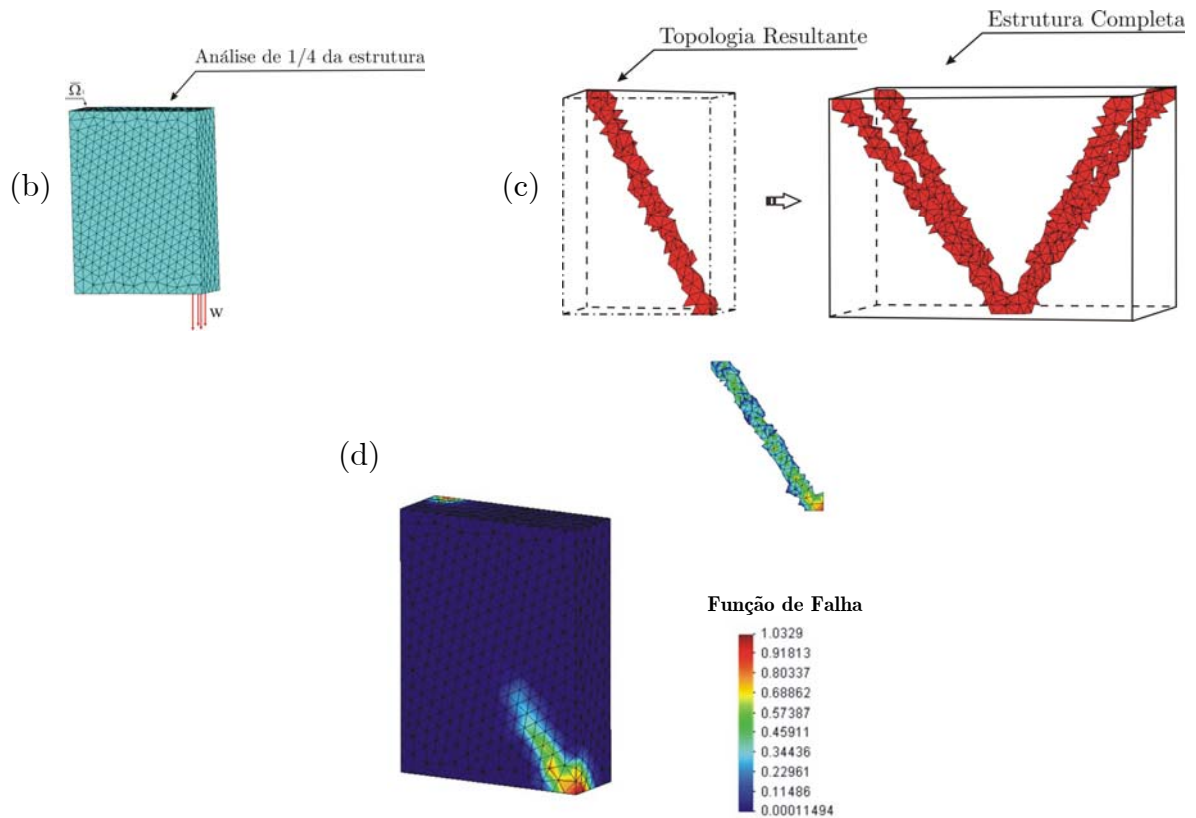 Análise de 1/4 da estrutura
Ω̅
(b)
w
Topologia Resultante
Estrutura Completa
(c)
(d)
Função de Falha
1.0329
0.91813
0.80337
0.68862
0.57387
0.45911
0.34436
0.22961
0.11486
0.00011494